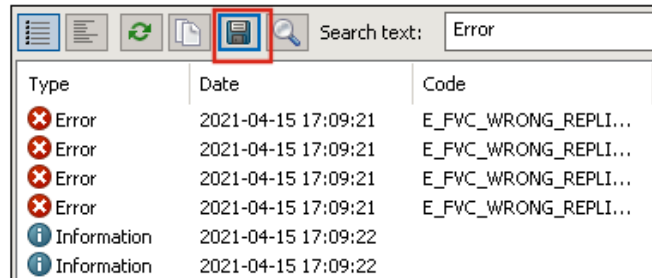 Search text: Error
Type Date Code
Error 2021-04-15 17:09:21 E_FVC_WRONG_REPLI...
Error 2021-04-15 17:09:21 E_FVC_WRONG_REPLI...
Error 2021-04-15 17:09:21 E_FVC_WRONG_REPLI...
Error 2021-04-15 17:09:21 E_FVC_WRONG_REPLI...
Information 2021-04-15 17:09:22
Information 2021-04-15 17:09:22